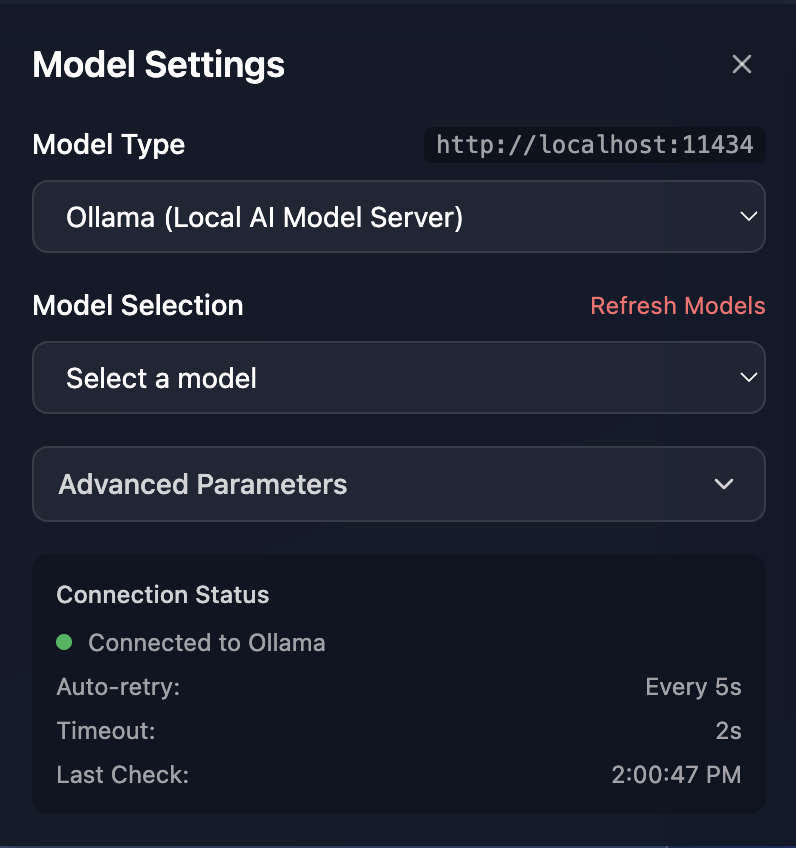 Model Settings
Model Type
http://localhost:11434
Ollama (Local AI Model Server)
Model Selection
Refresh Models
Select a model
Advanced Parameters
Connection Status
Connected to Ollama
Auto-retry: Every 5s
Timeout: 2s
Last Check: 2:00:47 PM